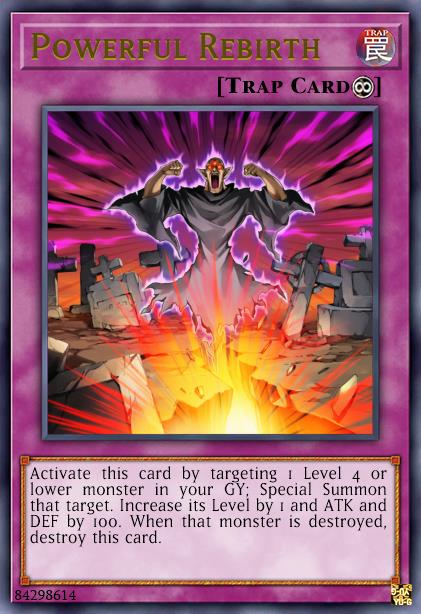 POWERFUL REBIRTH
TRAP
罠
[TRAP CARD♾]
Activate this card by targeting 1 Level 4 or
lower monster in your GY; Special Summon
that target. Increase its Level by 1 and ATK and
DEF by 100. When that monster is destroyed,
destroy this card.
84298614